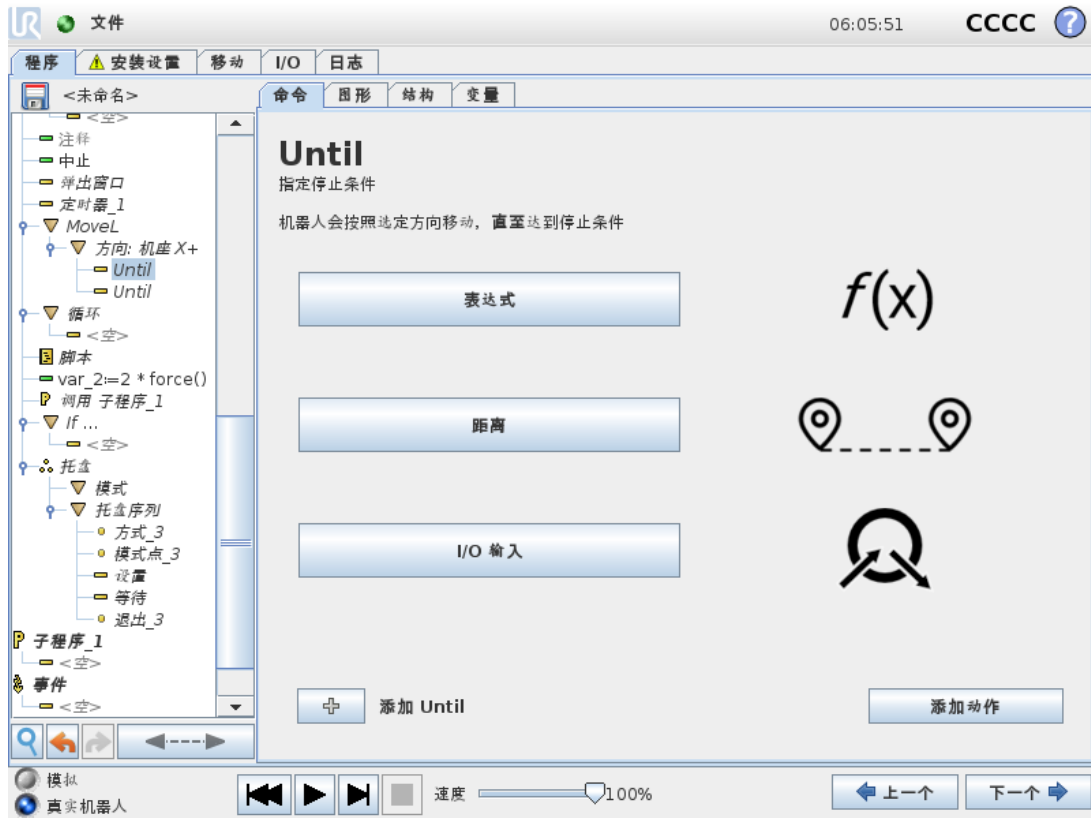 UR 文件 06:05:51 CCCC ?
程序 安装设置 移动 I/O 日志
<未命名> 命令 图形 结构 变量
<空>
注释
中止
弹出窗口
定时器_1
MoveL
方向: 机座 X+
Until
Until
循环
<空>
脚本
var_2:=2 * force()
调用 子程序_1
If ...
<空>
托盘
模式
托盘序列
方式_3
模式点_3
设置
等待
退出_3
P 子程序_1
<空>
事件
<空>
Until
指定停止条件
机器人会按照选定方向移动，直至达到停止条件
表达式 f(x)
距离
I/O 输入
添加 Until 添加动作
模拟
真实机器人
速度 100%
上一个 下一个